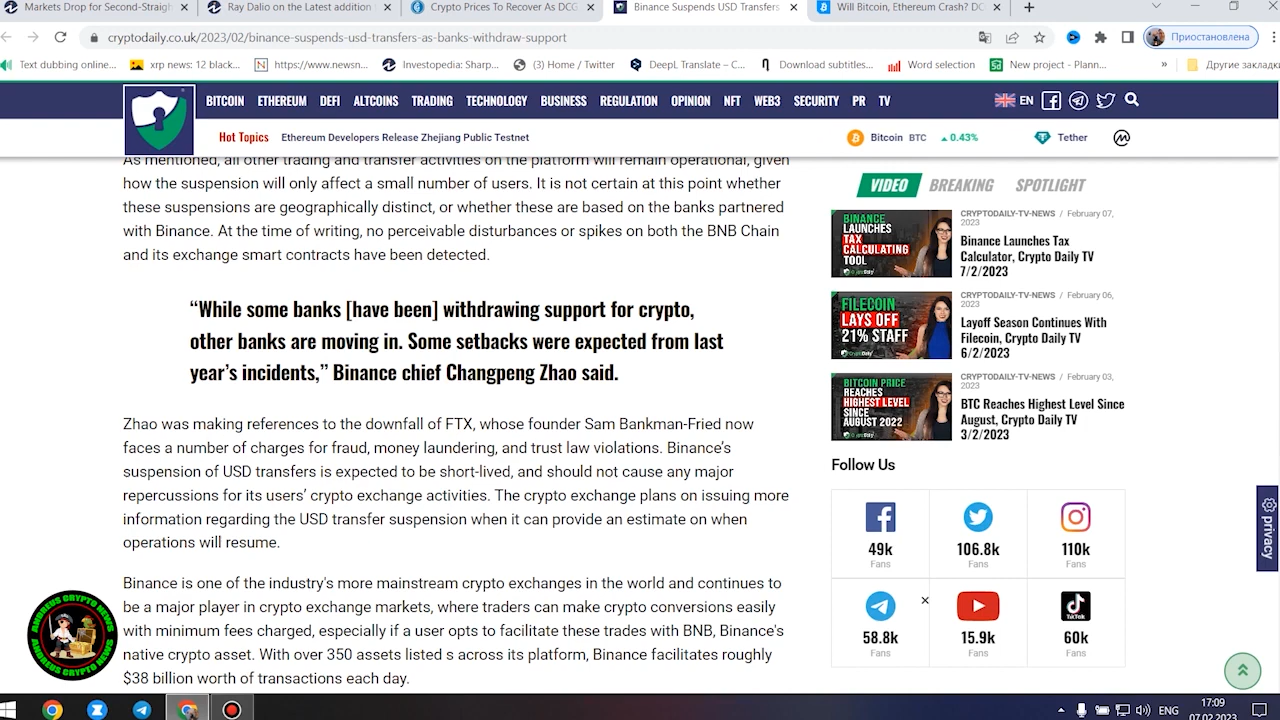 Markets Drop for Second-Straigh
Ray Dalio on the Latest addition
Crypto Prices To Recover As DCG
Binance Suspends USD Transfers
Will Bitcoin, Ethereum Crash? DC
cryptodaily.co.uk/2023/02/binance-suspends-usd-transfers-as-banks-withdraw-support
Приостановлена
Text dubbing online...
xrp news: 12 black...
https://www.newsn...
Investopedia: Sharp...
(3) Home / Twitter
DeepL Translate – C...
Download subtitles...
Word selection
New project - Plann...
»
Другие закладки
BITCOIN ETHEREUM DEFI ALTCOINS TRADING TECHNOLOGY BUSINESS REGULATION OPINION NFT WEB3 SECURITY PR TV
EN
Hot Topics
Ethereum Developers Release Zhejiang Public Testnet
Bitcoin BTC ▲0.43%
Tether
As mentioned, all other trading and transfer activities on the platform will remain operational, given
how the suspension will only affect a small number of users. It is not certain at this point whether
these suspensions are geographically distinct, or whether these are based on the banks partnered
with Binance. At the time of writing, no perceivable disturbances or spikes on both the BNB Chain
and its exchange smart contracts have been detected.
“While some banks [have been] withdrawing support for crypto,
other banks are moving in. Some setbacks were expected from last
year’s incidents,” Binance chief Changpeng Zhao said.
Zhao was making references to the downfall of FTX, whose founder Sam Bankman-Fried now
faces a number of charges for fraud, money laundering, and trust law violations. Binance’s
suspension of USD transfers is expected to be short-lived, and should not cause any major
repercussions for its users’ crypto exchange activities. The crypto exchange plans on issuing more
information regarding the USD transfer suspension when it can provide an estimate on when
operations will resume.
Binance is one of the industry's more mainstream crypto exchanges in the world and continues to
be a major player in crypto exchange markets, where traders can make crypto conversions easily
with minimum fees charged, especially if a user opts to facilitate these trades with BNB, Binance's
native crypto asset. With over 350 assets listed s across its platform, Binance facilitates roughly
$38 billion worth of transactions each day.
VIDEO BREAKING SPOTLIGHT
BINANCE
LAUNCHES
TAX
CALCULATING
TOOL
CRYPTODAILY-TV-NEWS / February 07,
2023
Binance Launches Tax
Calculator, Crypto Daily TV
7/2/2023
FILECOIN
LAYS OFF
21% STAFF
CRYPTODAILY-TV-NEWS / February 06,
2023
Layoff Season Continues With
Filecoin, Crypto Daily TV
6/2/2023
BITCOIN PRICE
REACHES
HIGHEST LEVEL
SINCE
AUGUST 2022
CRYPTODAILY-TV-NEWS / February 03,
2023
BTC Reaches Highest Level Since
August, Crypto Daily TV
3/2/2023
Follow Us
49k
Fans
106.8k
Fans
110k
Fans
58.8k
Fans
15.9k
Fans
TikTok
60k
Fans
privacy
ANDREUS CRYPTO NEWS
ANDREUS CRYPTO NEWS
ENG
17:09
07.02.2023